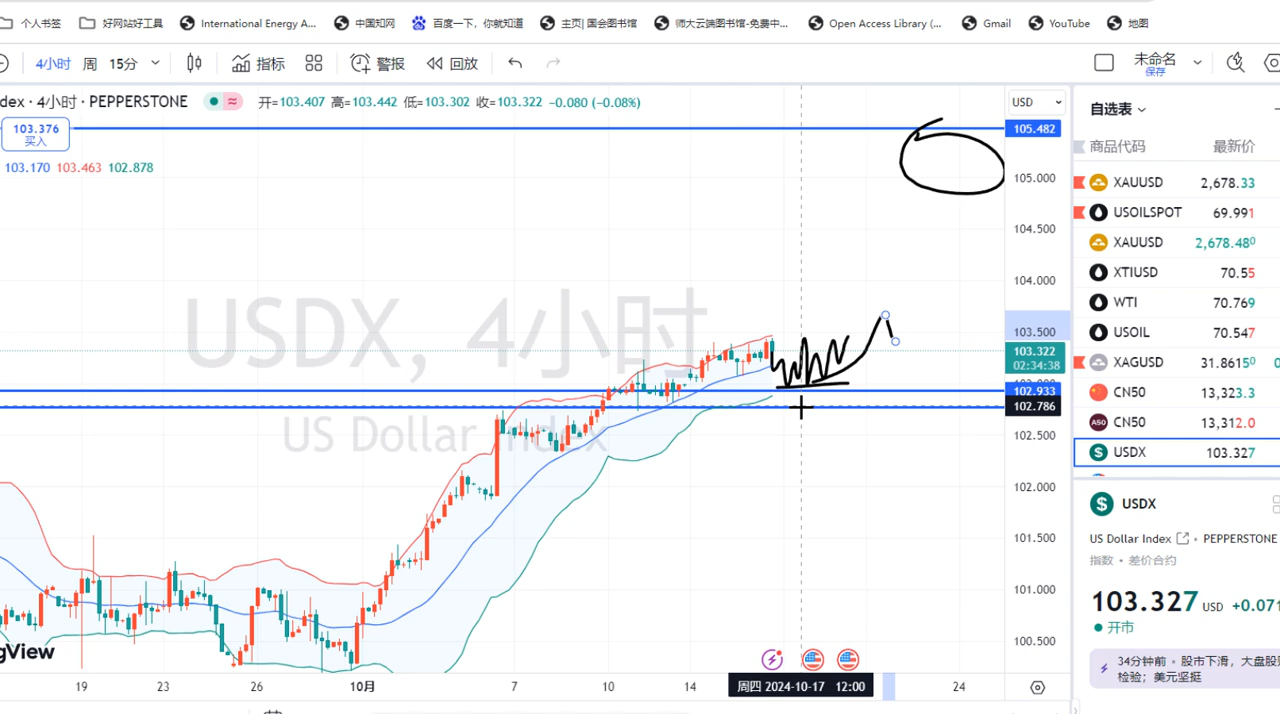 个人书签 好网站好工具 International Energy A... 中国知网 百度一下，你就知道 主页| 国会图书馆 师大云端图书馆-免费中... Open Access Library (... Gmail YouTube 地图
4小时 周 15分 指标 警报 回放 未命名
保存
dex · 4小时 · PEPPERSTONE 开=103.407 高=103.442 低=103.302 收=103.322 -0.080 (-0.08%)
USD
自选表
103.376
买入
105.482
商品代码 最新价
103.170 103.463 102.878
105.000
104.500
104.000
103.500
103.322
02:34:38
102.933
102.786
102.500
102.000
101.500
101.000
100.500
USDX, 4小时
US Dollar Index
XAUUSD 2,678.33
USOILSPOT 69.991
XAUUSD 2,678.480
XTIUSD 70.55
WTI 70.769
USOIL 70.547
XAGUSD 31.86150
CN50 13,323.3
CN50 13,312.0
USDX 103.327
USDX
US Dollar Index · PEPPERSTONE
指数 · 差价合约
103.327 USD +0.071
开市
34分钟前 · 股市下滑，大盘股
检验；美元坚挺
gView
19 23 26 10月 7 10 14 周四 2024-10-17 12:00 24